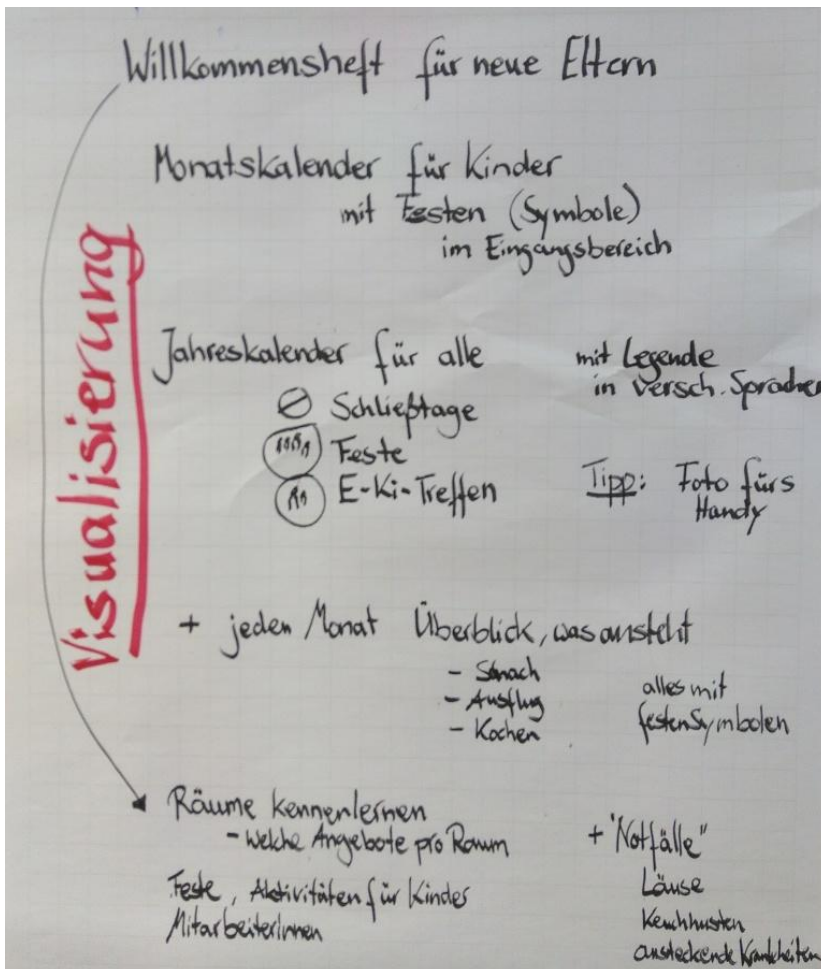 Visualisierung
Willkommensheft für neue Eltern
Monatskalender für Kinder
mit Festen (Symbole)
im Eingangsbereich
Jahreskalender für alle
mit Legende
in versch. Sprachen
Schließtage
Feste
E-Ki-Treffen
Tipp: Foto fürs
Handy
+ jeden Monat Überblick, was ansteht
-
- Ausflug
- Kochen
alles mit
festen Symbolen
Räume kennenlernen
- Welche Angebote pro Raum
Feste, Aktivitäten für Kinder
MitarbeiterInnen
+ "Notfälle"
Läuse
Keuchhusten
ansteckende Krankheiten